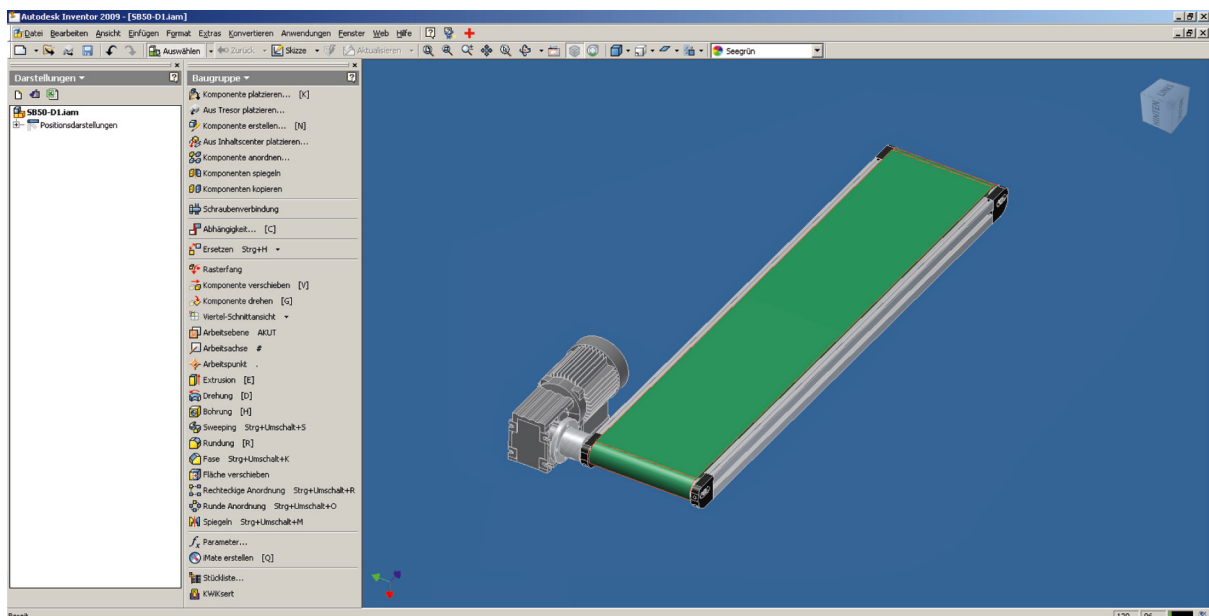 Autodesk Inventor 2009 - [SB50-D1.iam]
Datei Bearbeiten Ansicht Einfügen Format Extras Konvertieren Anwendungen Fenster Web Hilfe
Auswählen Zurück Skizze Aktualisieren Seegrün
Darstellungen
SB50-D1.iam
Positionsdarstellungen
Baugruppe
Komponente platzieren... [K]
Aus Tresor platzieren...
Komponente erstellen... [N]
Aus Inhaltscenter platzieren...
Komponente anordnen...
Komponenten spiegeln
Komponenten kopieren
Schraubenverbindung
Abhängigkeit... [C]
Ersetzen Strg+H
Rasterfang
Komponente verschieben [V]
Komponente drehen [G]
Viertel-Schnittansicht
Arbeitsebene AKUT
Arbeitsachse #
Arbeitspunkt .
Extrusion [E]
Drehung [D]
Bohrung [H]
Sweeping Strg+Umschalt+S
Rundung [R]
Fase Strg+Umschalt+K
Fläche verschieben
Rechteckige Anordnung Strg+Umschalt+R
Runde Anordnung Strg+Umschalt+O
Spiegeln Strg+Umschalt+M
Parameter...
iMate erstellen [Q]
Stückliste...
KWiKsert
HINTEN LINKS